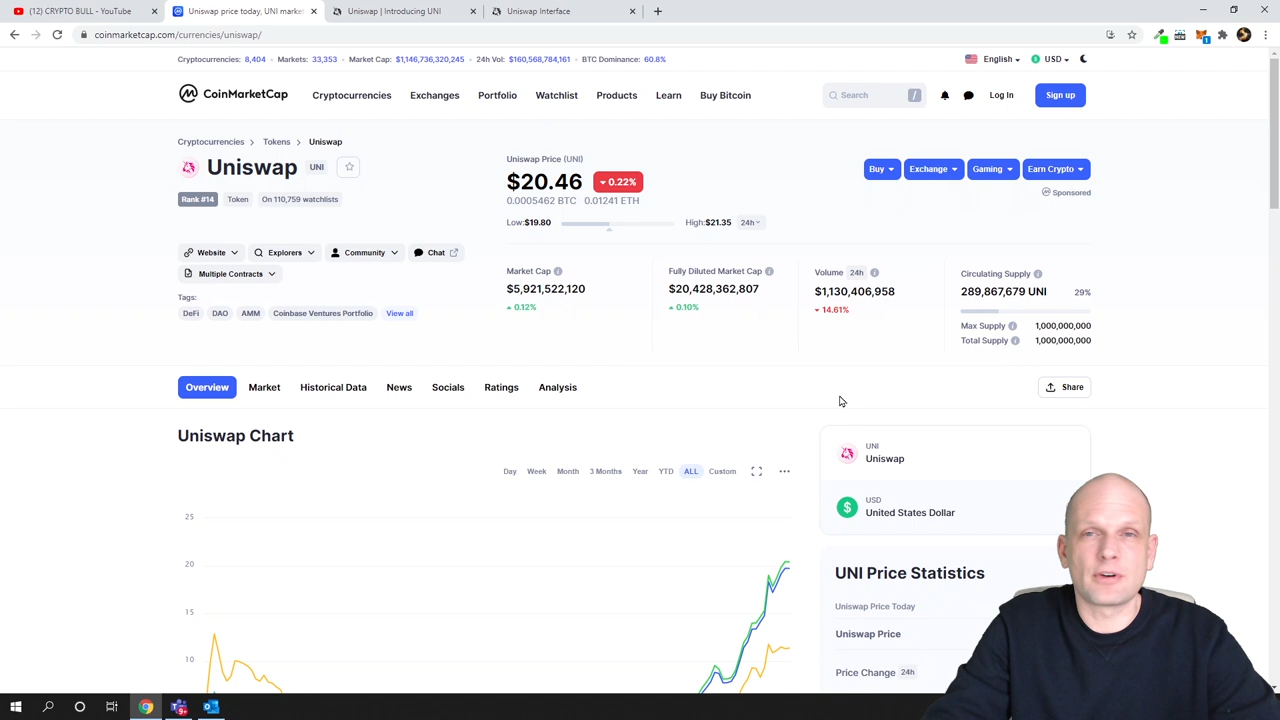 (12) CRYPTO BULL - YouTube
Uniswap price today, UNI market
Uniswap | Introducing UNI
Uniswap Interface
coinmarketcap.com/currencies/uniswap/
Cryptocurrencies: 8,404 Markets: 33,353 Market Cap: $1,146,736,320,245 24h Vol: $160,568,784,161 BTC Dominance: 60.8%
English USD
CoinMarketCap Cryptocurrencies Exchanges Portfolio Watchlist Products Learn Buy Bitcoin Search / Log In Sign up
Cryptocurrencies > Tokens > Uniswap
Uniswap UNI
Rank #14 Token On 110,759 watchlists
Website Explorers Community Chat
Multiple Contracts
Tags:
DeFi DAO AMM Coinbase Ventures Portfolio View all
Uniswap Price (UNI)
$20.46 0.22%
0.0005462 BTC 0.01241 ETH
Low:$19.80 High:$21.35 24h
Buy Exchange Gaming Earn Crypto
Sponsored
Market Cap
$5,921,522,120
0.12%
Fully Diluted Market Cap
$20,428,362,807
0.10%
Volume 24h
$1,130,406,958
14.61%
Circulating Supply
289,867,679 UNI 29%
Max Supply 1,000,000,000
Total Supply 1,000,000,000
Overview Market Historical Data News Socials Ratings Analysis Share
Uniswap Chart
Day Week Month 3 Months Year YTD ALL Custom
25
20
15
10
UNI
Uniswap
USD
United States Dollar
UNI Price Statistics
Uniswap Price Today
Uniswap Price
Price Change 24h